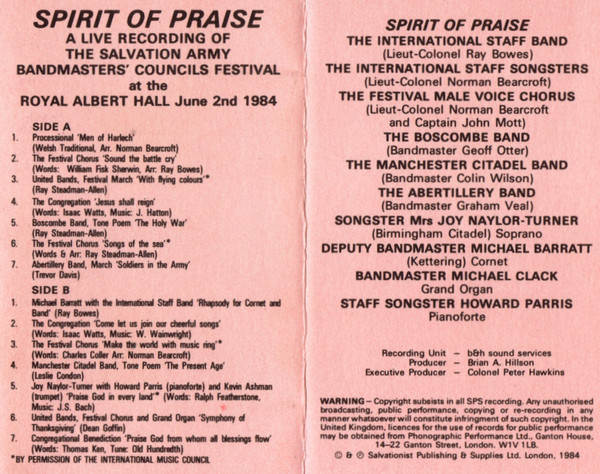 SPIRIT OF PRAISE
A LIVE RECORDING OF
THE SALVATION ARMY
BANDMASTERS' COUNCILS FESTIVAL
at the
ROYAL ALBERT HALL June 2nd 1984
SIDE A
1. Processional 'Men of Harlech'
(Welsh Traditional, Arr. Norman Bearcroft)
2. The Festival Chorus 'Sound the battle cry'
(Words: William Fisk Sherwin, Arr: Ray Bowes)
3. United Bands, Festival March 'With flying colours'*
(Ray Steadman-Allen)
4. The Congregation 'Jesus shall reign'
(Words: Isaac Watts, Music: J. Hatton)
5. Boscombe Band, Tone Poem 'The Holy War'
(Ray Steadman-Allen)
6. The Festival Chorus 'Songs of the sea'*
(Words & Arr: Ray Steadman-Allen)
7. Abertillery Band, March 'Soldiers in the Army'
(Trevor Davis)
SIDE B
1. Michael Barratt with the International Staff Band 'Rhapsody for Cornet and
Band' (Ray Bowes)
2. The Congregation 'Come let us join our cheerful songs'
(Words: Isaac Watts, Music: W. Wainwright)
3. The Festival Chorus 'Make the world with music ring'*
(Words: Charles Coller Arr: Norman Bearcroft)
4. Manchester Citadel Band, Tone Poem 'The Present Age'
(Leslie Condon)
5. Joy Naylor-Turner with Howard Parris (pianoforte) and Kevin Ashman
(trumpet) 'Praise God in every land'* (Words: Ralph Featherstone,
Music: J.S. Bach)
6. United Bands, Festival Chorus and Grand Organ 'Symphony of
Thanksgiving' (Dean Goffin)
7. Congregational Benediction 'Praise God from whom all blessings flow'
(Words: Thomas Ken, Tune: Old Hundredth)
*BY PERMISSION OF THE INTERNATIONAL MUSIC COUNCIL
SPIRIT OF PRAISE
THE INTERNATIONAL STAFF BAND
(Lieut-Colonel Ray Bowes)
THE INTERNATIONAL STAFF SONGSTERS
(Lieut-Colonel Norman Bearcroft)
THE FESTIVAL MALE VOICE CHORUS
(Lieut-Colonel Norman Bearcroft
and Captain John Mott)
THE BOSCOMBE BAND
(Bandmaster Geoff Otter)
THE MANCHESTER CITADEL BAND
(Bandmaster Colin Wilson)
THE ABERTILLERY BAND
(Bandmaster Graham Veal)
SONGSTER Mrs JOY NAYLOR-TURNER
(Birmingham Citadel) Soprano
DEPUTY BANDMASTER MICHAEL BARRATT
(Kettering) Cornet
BANDMASTER MICHAEL CLACK
Grand Organ
STAFF SONGSTER HOWARD PARRIS
Pianoforte
Recording Unit – b&h sound services
Producer – Brian A. Hillson
Executive Producer – Colonel Peter Hawkins
WARNING – Copyright subsists in all SPS recording. Any unauthorised
broadcasting, public performance, copying or re-recording in any
manner whatsoever will constitute infringement of such copyright. In the
United Kingdom, licences for the use of records for public performance
may be obtained from Phonographic Performance Ltd., Ganton House,
14–22 Ganton Street, London. W1V 1LB.
© & ℗ Salvationist Publishing & Supplies Ltd. London, 1984